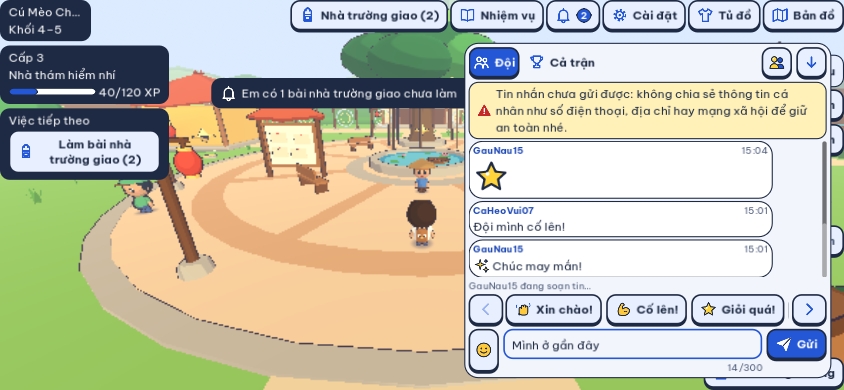 Cú Mèo Ch...
Khối 4-5
Nhà trường giao (2)
Nhiệm vụ
2
Cài đặt
Tủ đồ
Bản đồ
Cấp 3
Nhà thám hiểm nhí
40/120 XP
Việc tiếp theo
Làm bài nhà
trường giao (2)
Em có 1 bài nhà trường giao chưa làm
Đội
Cả trận
Tin nhắn chưa gửi được: không chia sẻ thông tin cá
nhân như số điện thoại, địa chỉ hay mạng xã hội để giữ
an toàn nhé.
GauNau15 15:04
CaHeoVui07 15:01
Đội mình cố lên!
GauNau15 15:01
Chúc may mắn!
GauNau15 đang soạn tin...
Xin chào!
Cố lên!
Giỏi quá!
Mình ở gần đây
Gửi
14/300